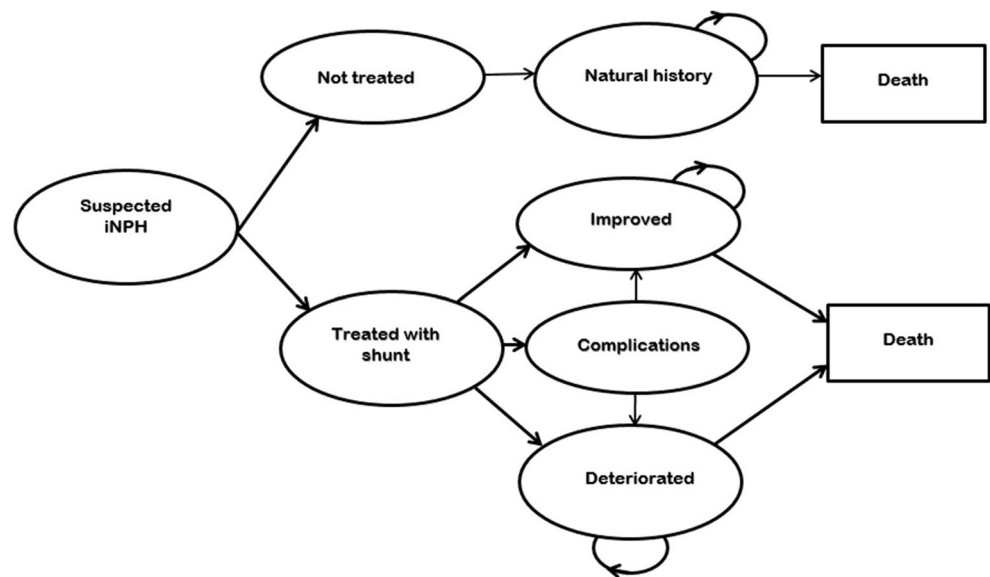 Not treated
Natural history
Death
Suspected
iNPH
Improved
Treated with
shunt
Complications
Death
Deteriorated